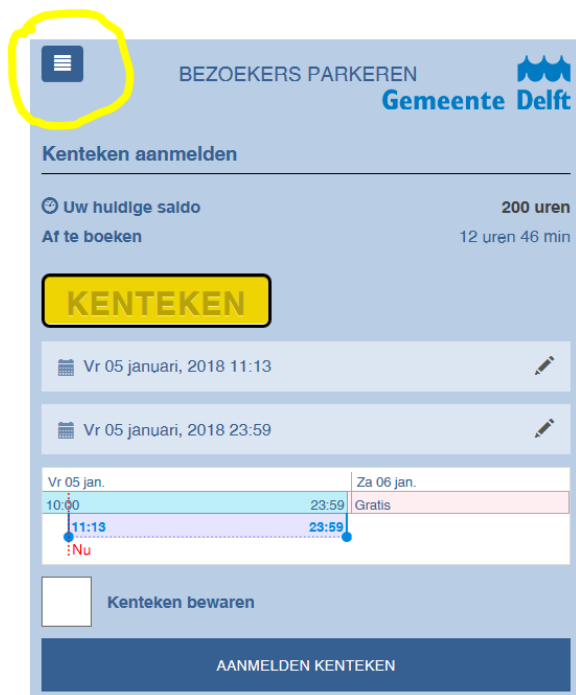 BEZOEKERS PARKEREN
Gemeente Delft
Kenteken aanmelden
Uw huidige saldo 200 uren
Af te boeken 12 uren 46 min
KENTEKEN
Vr 05 januari, 2018 11:13
Vr 05 januari, 2018 23:59
Vr 05 jan. Za 06 jan.
10:00 23:59 Gratis
11:13 23:59
Nu
Kenteken bewaren
AANMELDEN KENTEKEN